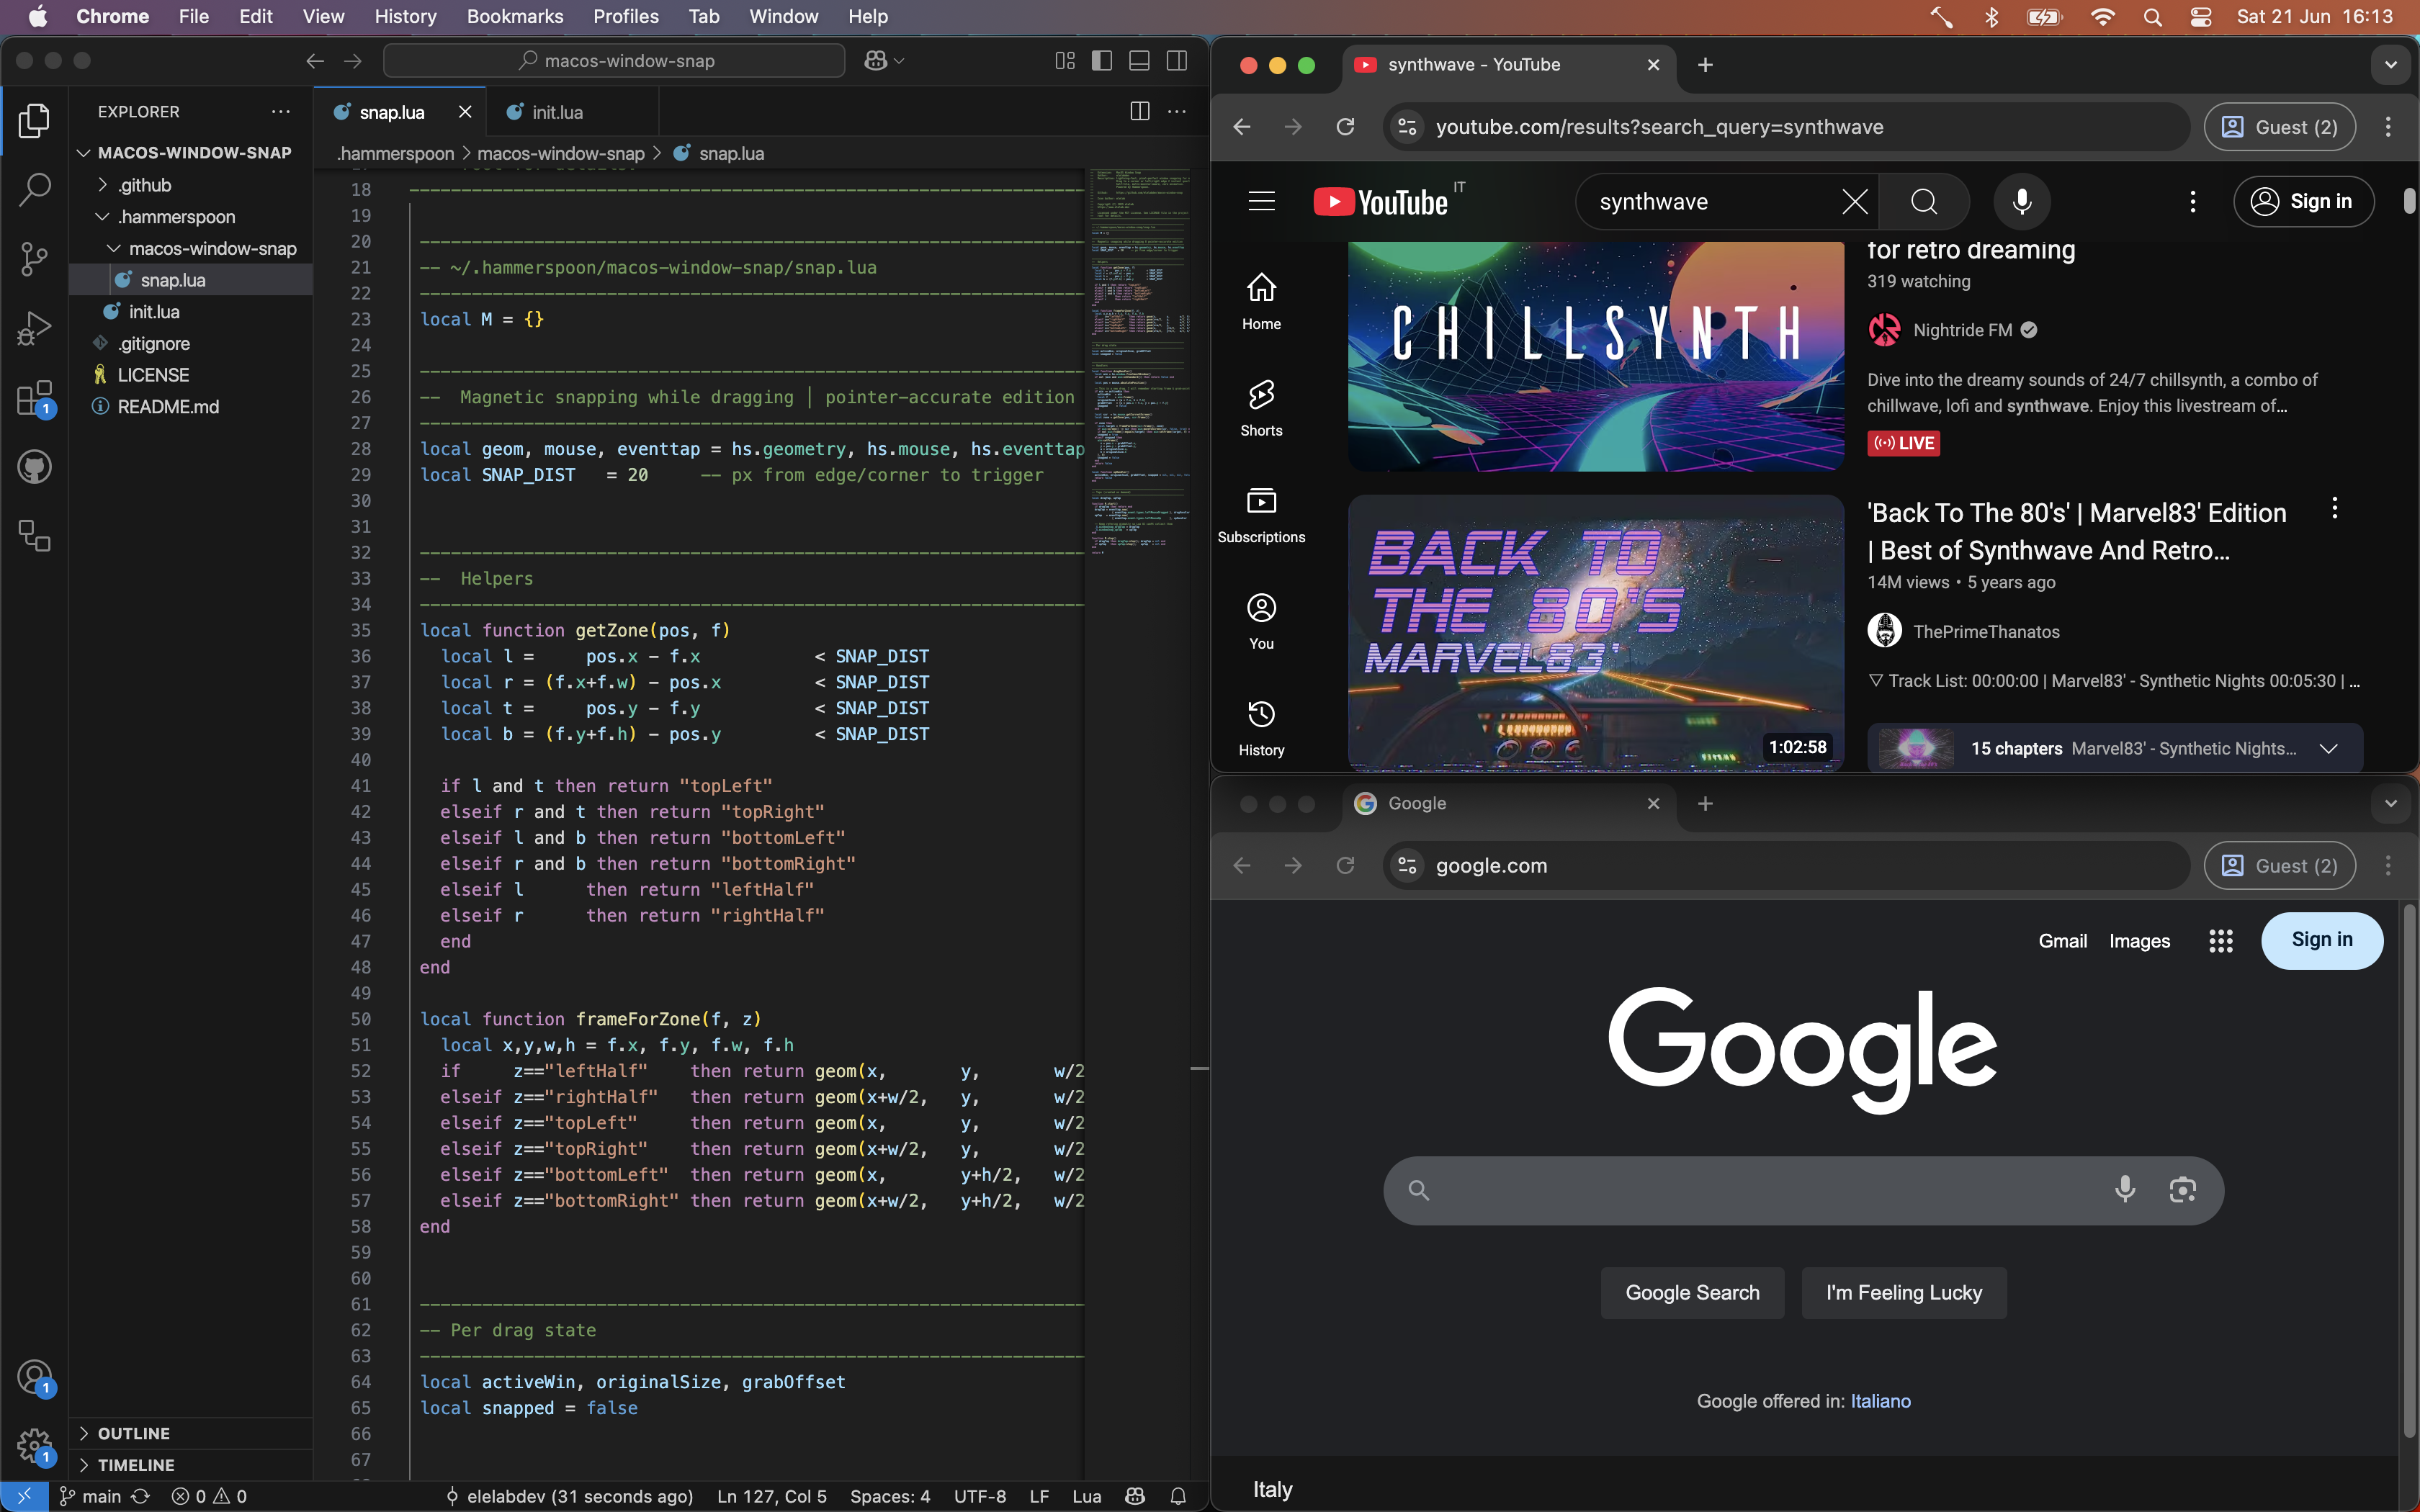 Chrome File Edit View History Bookmarks Profiles Tab Window Help Sat 21 Jun 16:13
macos-window-snap
EXPLORER
MACOS-WINDOW-SNAP
.github
.hammerspoon
macos-window-snap
snap.lua
init.lua
.gitignore
LICENSE
README.md
OUTLINE
TIMELINE
1
1
1
snap.lua init.lua
.hammerspoon > macos-window-snap > snap.lua
18 --------------------------------
19
20 --------------------------------
21 -- ~/.hammerspoon/macos-window-snap/snap.lua
22 --------------------------------
23 local M = {}
24
25 --------------------------------
26 -- Magnetic snapping while dragging | pointer-accurate edition
27 --------------------------------
28 local geom, mouse, eventtap = hs.geometry, hs.mouse, hs.eventtap
29 local SNAP_DIST = 20 -- px from edge/corner to trigger
30
31
32 --------------------------------
33 -- Helpers
34 --------------------------------
35 local function getZone(pos, f)
36 local l = pos.x - f.x < SNAP_DIST
37 local r = (f.x+f.w) - pos.x < SNAP_DIST
38 local t = pos.y - f.y < SNAP_DIST
39 local b = (f.y+f.h) - pos.y < SNAP_DIST
40
41 if l and t then return "topLeft"
42 elseif r and t then return "topRight"
43 elseif l and b then return "bottomLeft"
44 elseif r and b then return "bottomRight"
45 elseif l then return "leftHalf"
46 elseif r then return "rightHalf"
47 end
48 end
49
50 local function frameForZone(f, z)
51 local x,y,w,h = f.x, f.y, f.w, f.h
52 if z=="leftHalf" then return geom(x, y, w/2
53 elseif z=="rightHalf" then return geom(x+w/2, y, w/2
54 elseif z=="topLeft" then return geom(x, y, w/2
55 elseif z=="topRight" then return geom(x+w/2, y, w/2
56 elseif z=="bottomLeft" then return geom(x, y+h/2, w/2
57 elseif z=="bottomRight" then return geom(x+w/2, y+h/2, w/2
58 end
59
60
61 --------------------------------
62 -- Per drag state
63 --------------------------------
64 local activeWin, originalSize, grabOffset
65 local snapped = false
66
67
main 0 0 elelabdev (31 seconds ago) Ln 127, Col 5 Spaces: 4 UTF-8 LF Lua
synthwave - YouTube
youtube.com/results?search_query=synthwave Guest (2)
YouTube IT synthwave Sign in
Home
Shorts
Subscriptions
You
History
CHILLSYNTH
for retro dreaming
319 watching
Nightride FM
Dive into the dreamy sounds of 24/7 chillsynth, a combo of
chillwave, lofi and synthwave. Enjoy this livestream of...
LIVE
BACK TO
THE 80'S
MARVEL83'
1:02:58
'Back To The 80's' | Marvel83' Edition
| Best of Synthwave And Retro...
14M views • 5 years ago
ThePrimeThanatos
▽ Track List: 00:00:00 | Marvel83' - Synthetic Nights 00:05:30 | ...
15 chapters Marvel83' - Synthetic Nights...
Google
google.com Guest (2)
Gmail Images Sign in
Google
Google Search I'm Feeling Lucky
Google offered in: Italiano
Italy